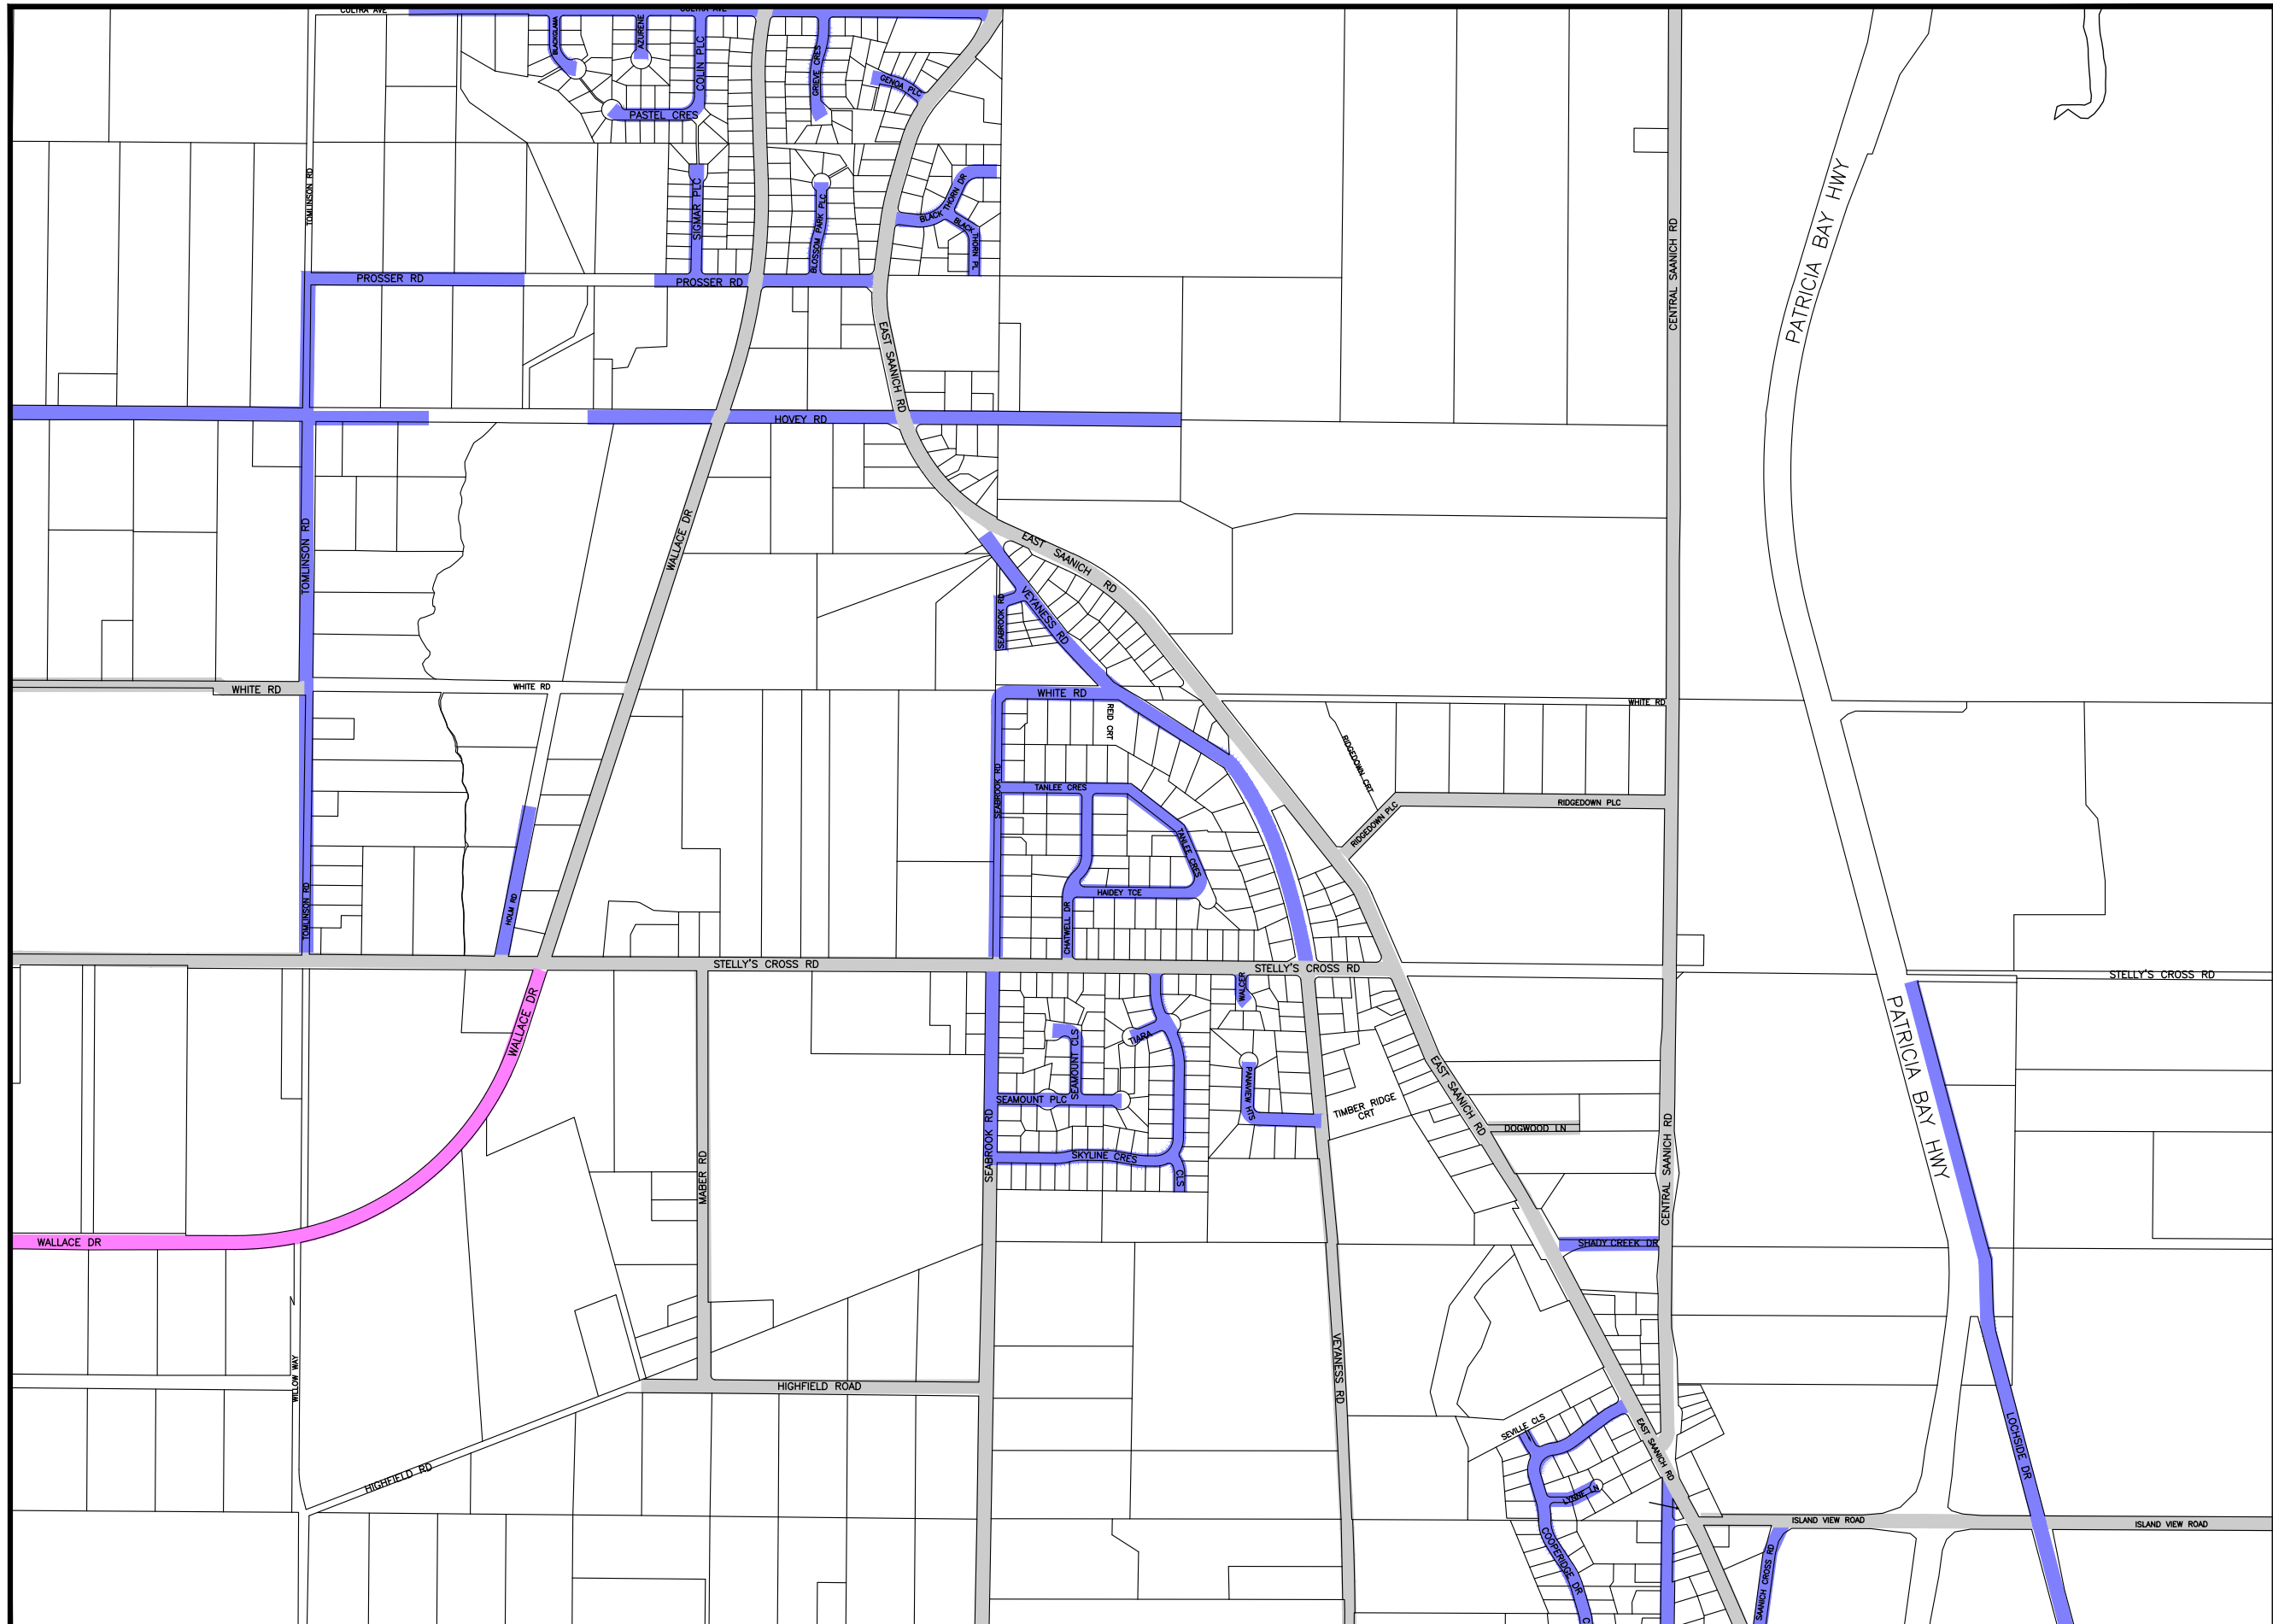 CULTRA AVE
CULTRA AVE
BLACKGLAMA
AZURENE
COLIN PLC
GRIEVE CRES
GENOA PLC
PASTEL CRES
TOMLINSON RD
SIGMAR PLC
BLOSSOM PARK PLC
BLACK THORN DR
BLACK THORN PL
CENTRAL SAANICH RD
PATRICIA BAY HWY
PROSSER RD
PROSSER RD
EAST SAANICH RD
HOVEY RD
TOMLINSON RD
WALLACE DR
EAST SAANICH RD
VEYANESS RD
SEABROOK RD
WHITE RD
WHITE RD
WHITE RD
WHITE RD
REID CRT
RIDGEDOWN CRT
SEABROOK RD
TANLEE CRES
RIDGEDOWN PLC
RIDGEDOWN PLC
TANLEE CRES
HAIDEY TCE
TOMLINSON RD
HOLM RD
CHATWELL DR
STELLY'S CROSS RD
STELLY'S CROSS RD
STELLY'S CROSS RD
WALLACE DR
WALCER
TIARA
SEAMOUNT CLS
PANAVIEW HTS
SEAMOUNT PLC
TIMBER RIDGE
CRT
EAST SAANICH RD
DOGWOOD LN
PATRICIA BAY HWY
MABER RD
SEABROOK RD
SKYLINE CRES
CLS
CENTRAL SAANICH RD
WALLACE DR
SHADY CREEK DR
WILLOW WAY
VEYANESS RD
HIGHFIELD ROAD
HIGHFIELD RD
SEVILLE CLS
EAST SAANICH RD
LOCHSIDE DR
LYNNE LN
COOPERIDGE DR
C
ISLAND VIEW ROAD
ISLAND VIEW ROAD
SAANICH CROSS RD